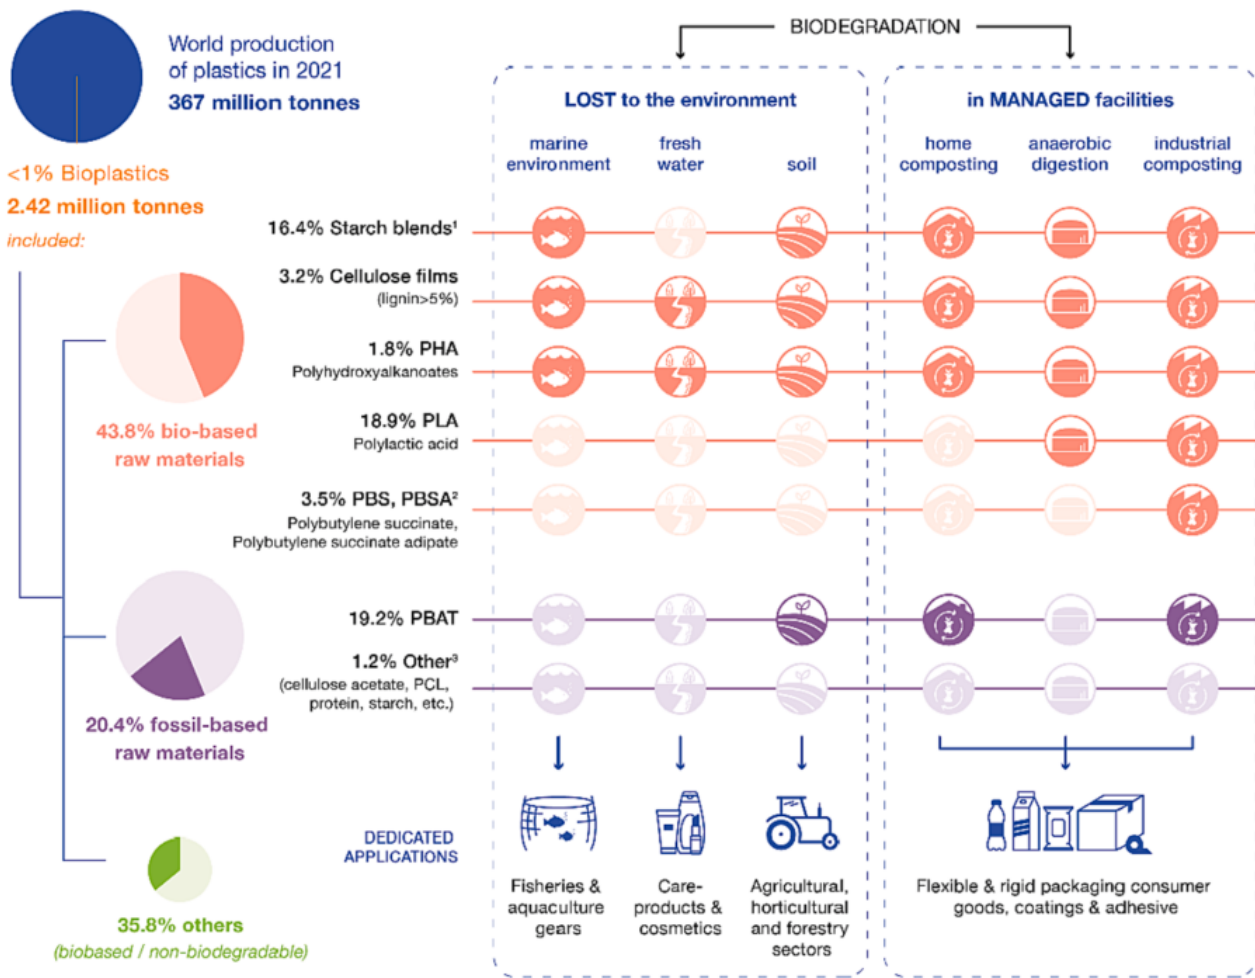 World production
of plastics in 2021
367 million tonnes
<1% Bioplastics
2.42 million tonnes
included:
BIODEGRADATION
LOST to the environment
in MANAGED facilities
marine
environment
fresh
water
soil
home
composting
anaerobic
digestion
industrial
composting
16.4% Starch blends¹
3.2% Cellulose films
(lignin>5%)
1.8% PHA
Polyhydroxyalkanoates
18.9% PLA
Polylactic acid
3.5% PBS, PBSA²
Polybutylene succinate,
Polybutylene succinate adipate
43.8% bio-based
raw materials
19.2% PBAT
1.2% Other³
(cellulose acetate, PCL,
protein, starch, etc.)
20.4% fossil-based
raw materials
35.8% others
(biobased / non-biodegradable)
DEDICATED
APPLICATIONS
Fisheries &
aquaculture
gears
Care-
products &
cosmetics
Agricultural,
horticultural
and forestry
sectors
Flexible & rigid packaging consumer
goods, coatings & adhesive